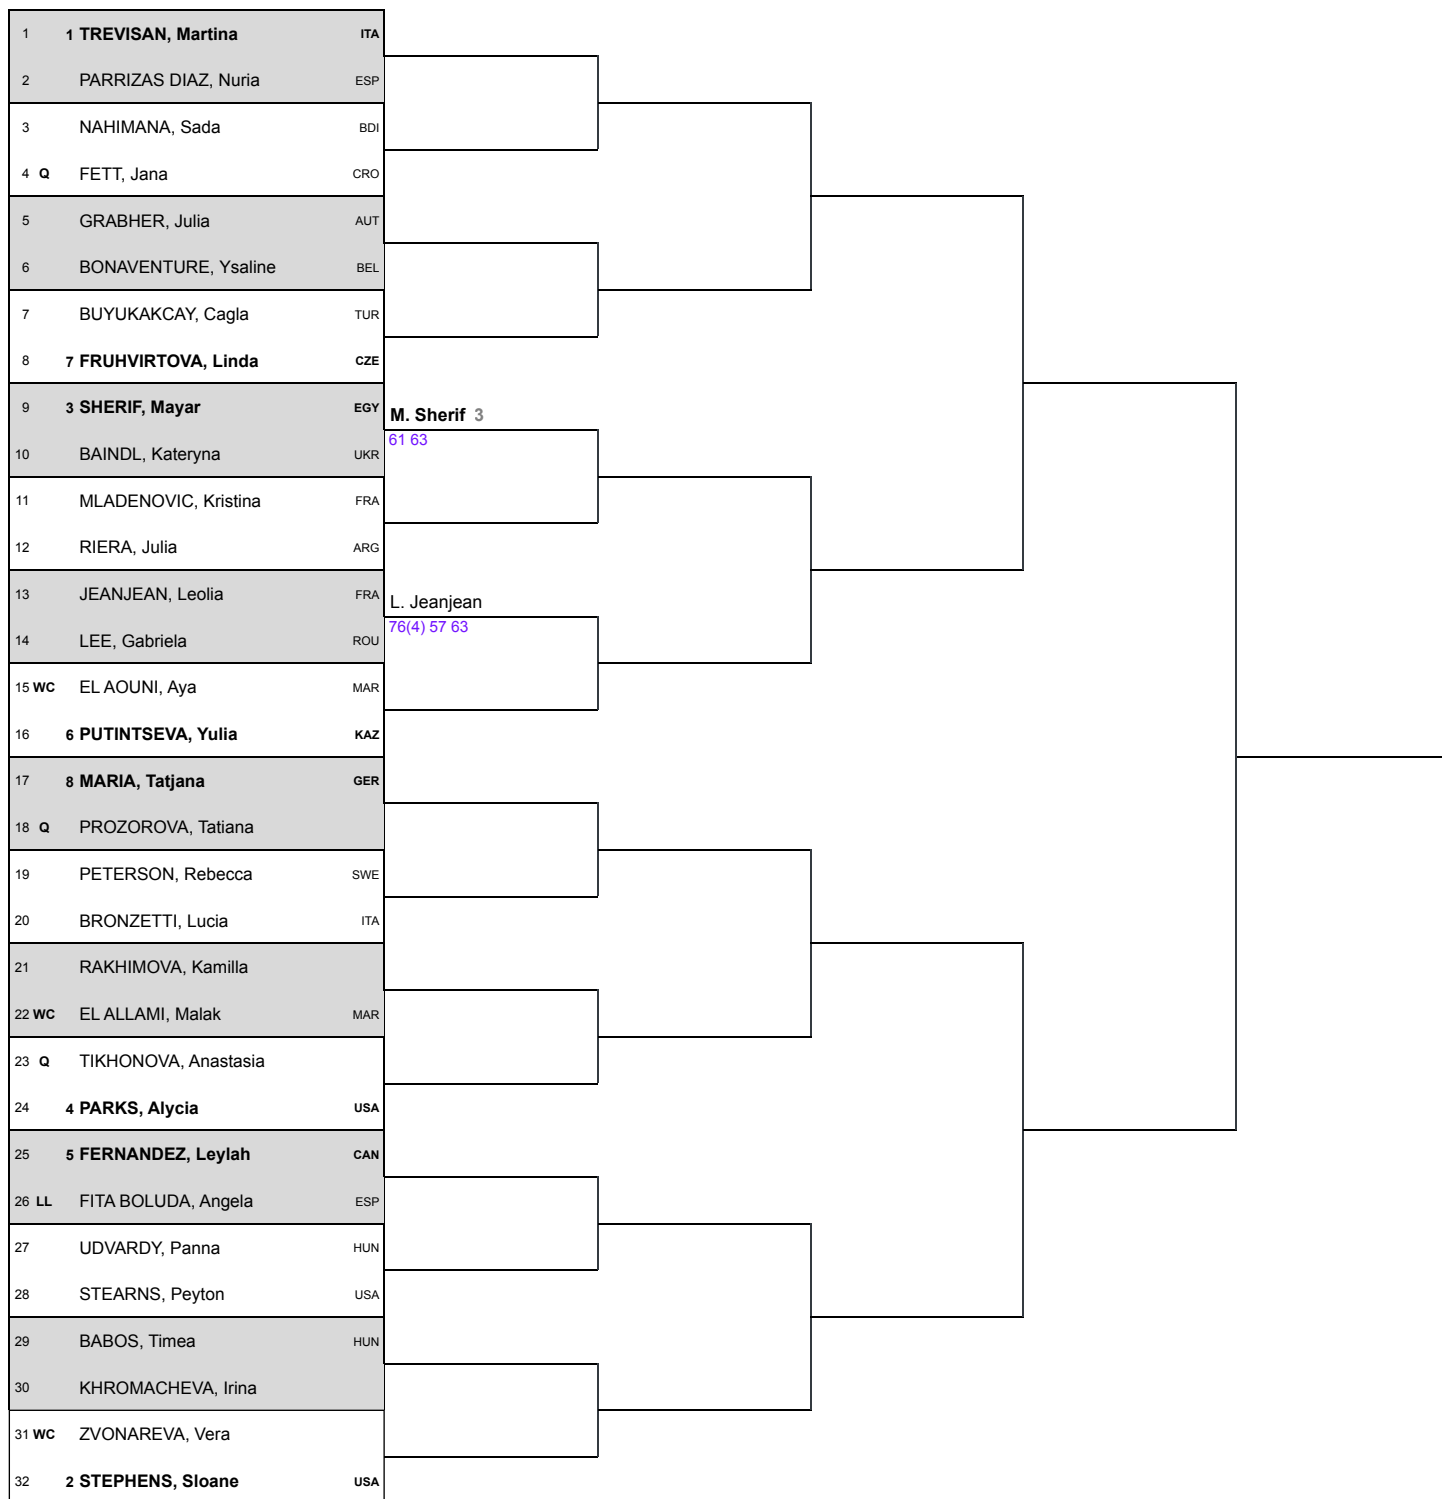 1 1 TREVISAN, Martina ITA
2 PARRIZAS DIAZ, Nuria ESP
3 NAHIMANA, Sada BDI
4 Q FETT, Jana CRO
5 GRABHER, Julia AUT
6 BONAVENTURE, Ysaline BEL
7 BUYUKAKCAY, Cagla TUR
8 7 FRUHVIRTOVA, Linda CZE
9 3 SHERIF, Mayar EGY
M. Sherif 3
61 63
10 BAINDL, Kateryna UKR
11 MLADENOVIC, Kristina FRA
12 RIERA, Julia ARG
13 JEANJEAN, Leolia FRA
L. Jeanjean
76(4) 57 63
14 LEE, Gabriela ROU
15 WC EL AOUNI, Aya MAR
16 6 PUTINTSEVA, Yulia KAZ
17 8 MARIA, Tatjana GER
18 Q PROZOROVA, Tatiana
19 PETERSON, Rebecca SWE
20 BRONZETTI, Lucia ITA
21 RAKHIMOVA, Kamilla
22 WC EL ALLAMI, Malak MAR
23 Q TIKHONOVA, Anastasia
24 4 PARKS, Alycia USA
25 5 FERNANDEZ, Leylah CAN
26 LL FITA BOLUDA, Angela ESP
27 UDVARDY, Panna HUN
28 STEARNS, Peyton USA
29 BABOS, Timea HUN
30 KHROMACHEVA, Irina
31 WC ZVONAREVA, Vera
32 2 STEPHENS, Sloane USA